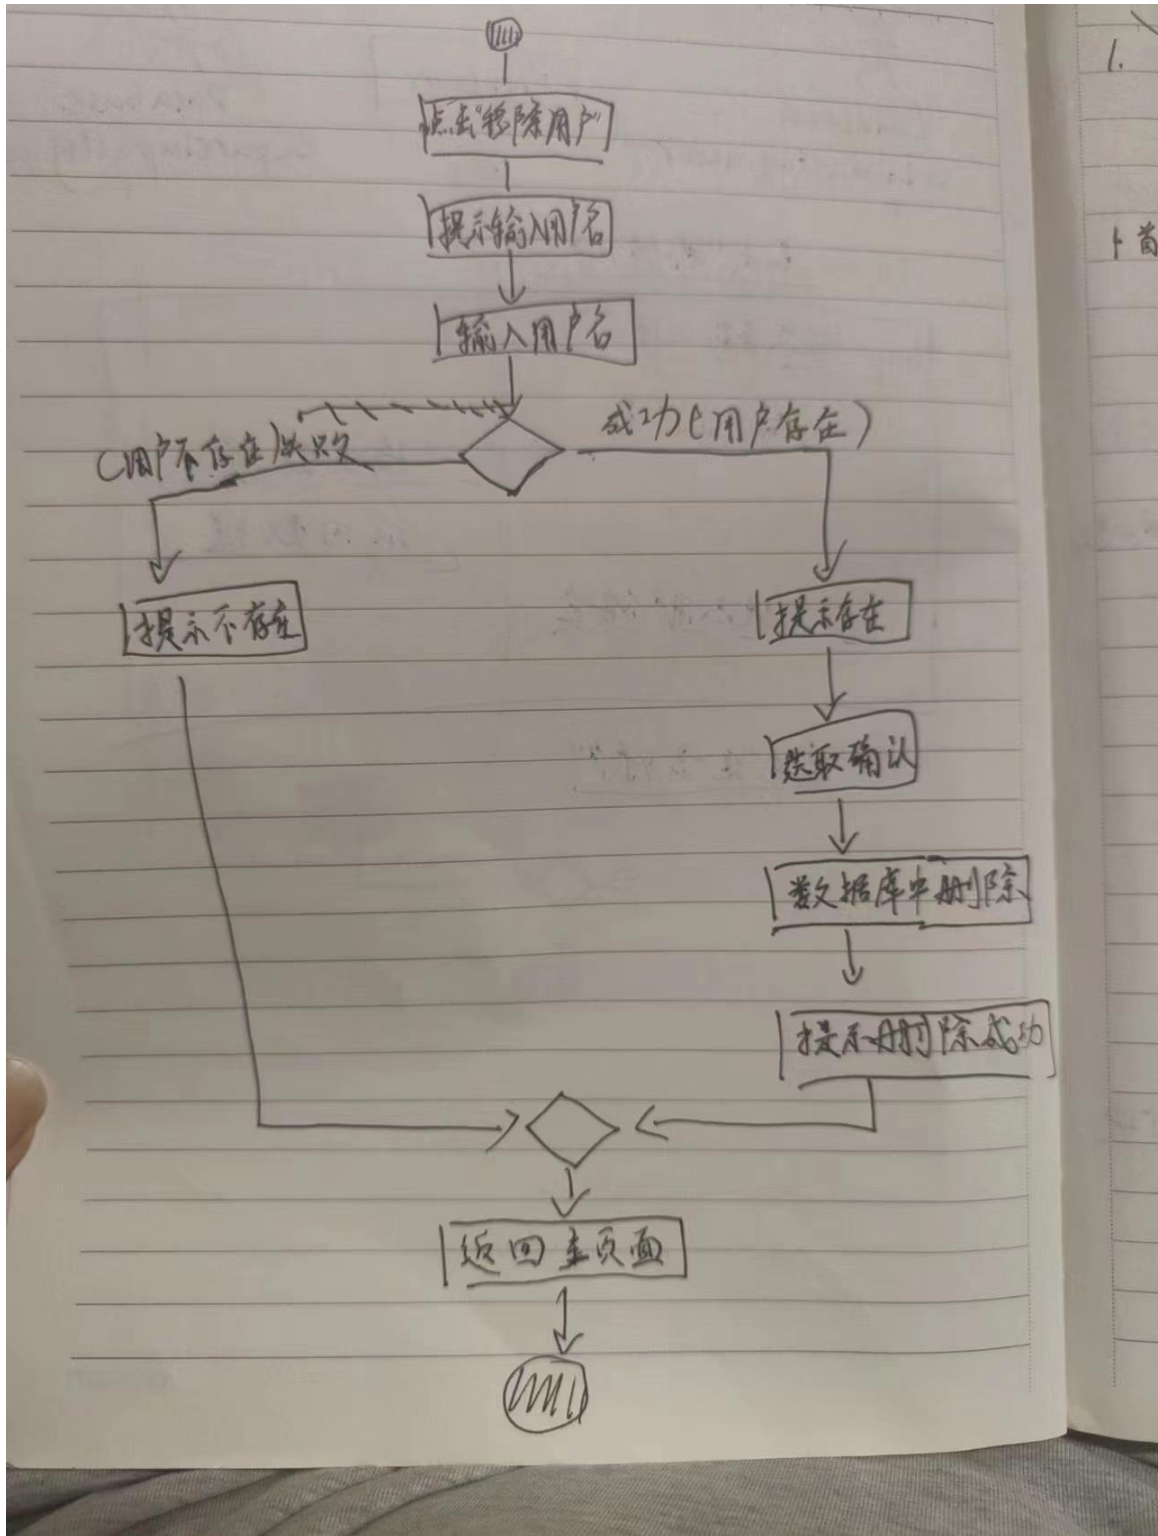 点击“移除用户”
提示输入用户名
输入用户名
成功（用户存在）
（用户不存在）失败
提示不存在
提示存在
选取确认
数据库中删除
提示删除成功
返回主页面
1.